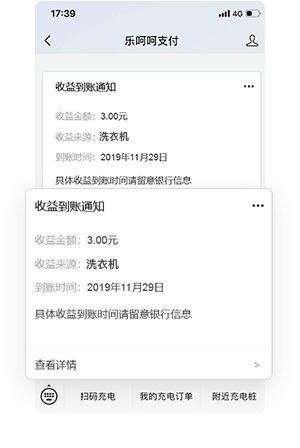 17:39
4G
乐呵呵支付
收益到账通知
收益金额：3.00元
收益来源：洗衣机
到账时间：2019年11月29日
具体收益到账时间请留意银行信息
收益到账通知
收益金额：3.00元
收益来源：洗衣机
到账时间：2019年11月29日
具体收益到账时间请留意银行信息
查看详情
扫码充电 我的充电订单 附近充电桩